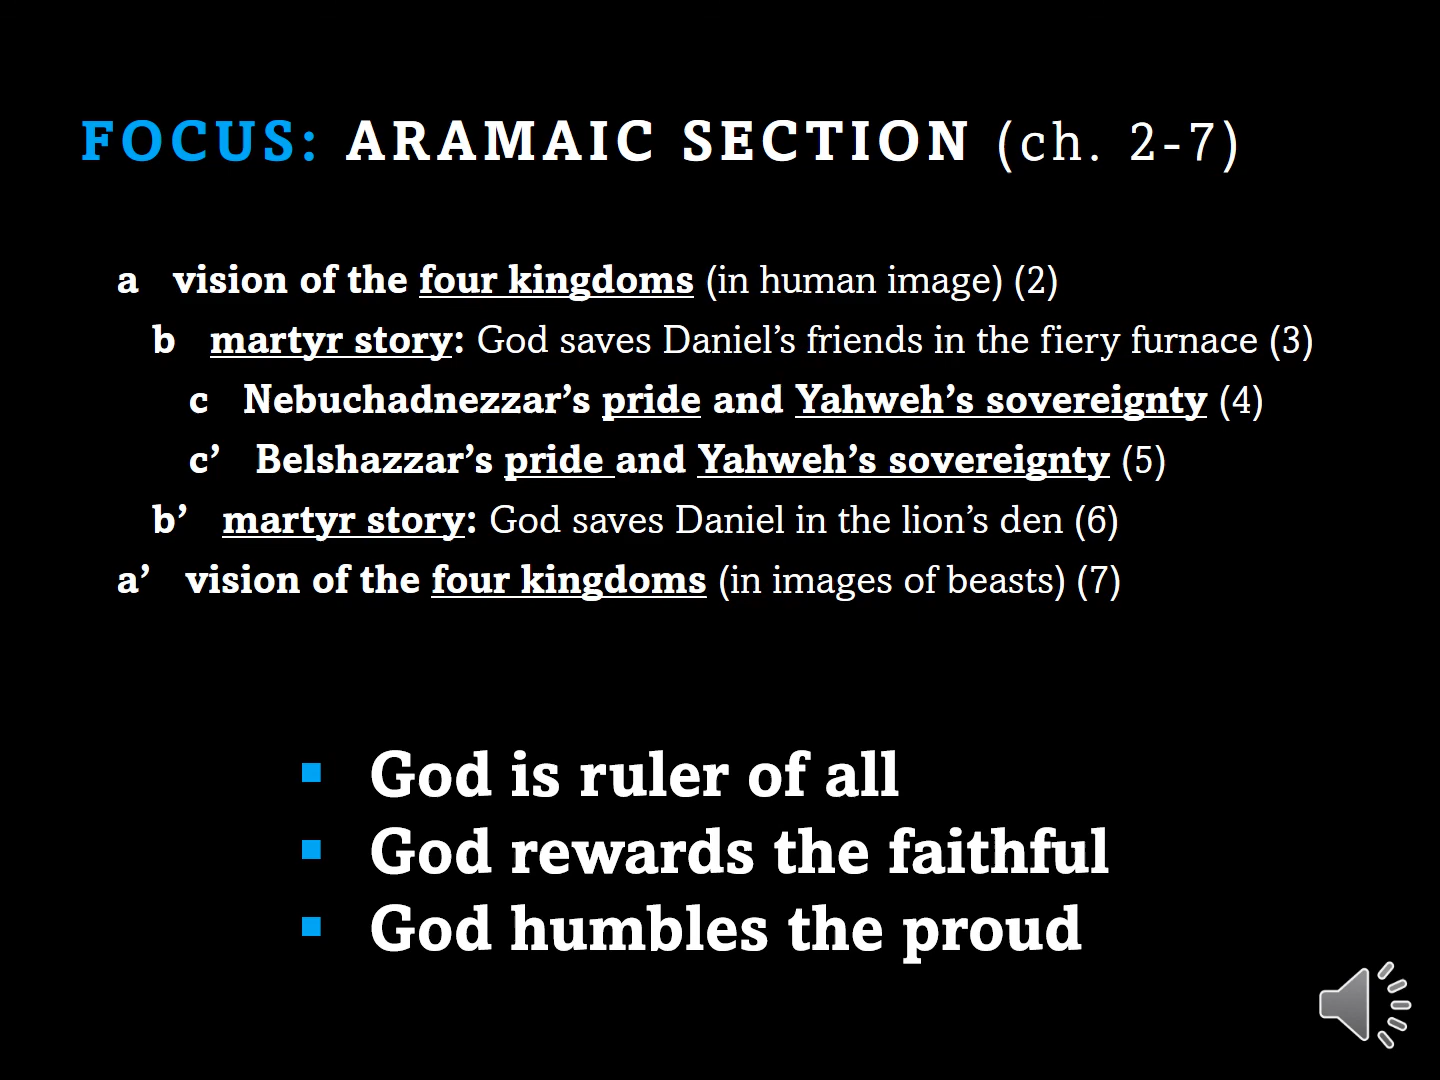 FOCUS: ARAMAIC SECTION (ch. 2-7)
a vision of the four kingdoms (in human image) (2)
b martyr story: God saves Daniel’s friends in the fiery furnace (3)
c Nebuchadnezzar’s pride and Yahweh’s sovereignty (4)
c’ Belshazzar’s pride and Yahweh’s sovereignty (5)
b’ martyr story: God saves Daniel in the lion’s den (6)
a’ vision of the four kingdoms (in images of beasts) (7)
▪ God is ruler of all
▪ God rewards the faithful
▪ God humbles the proud